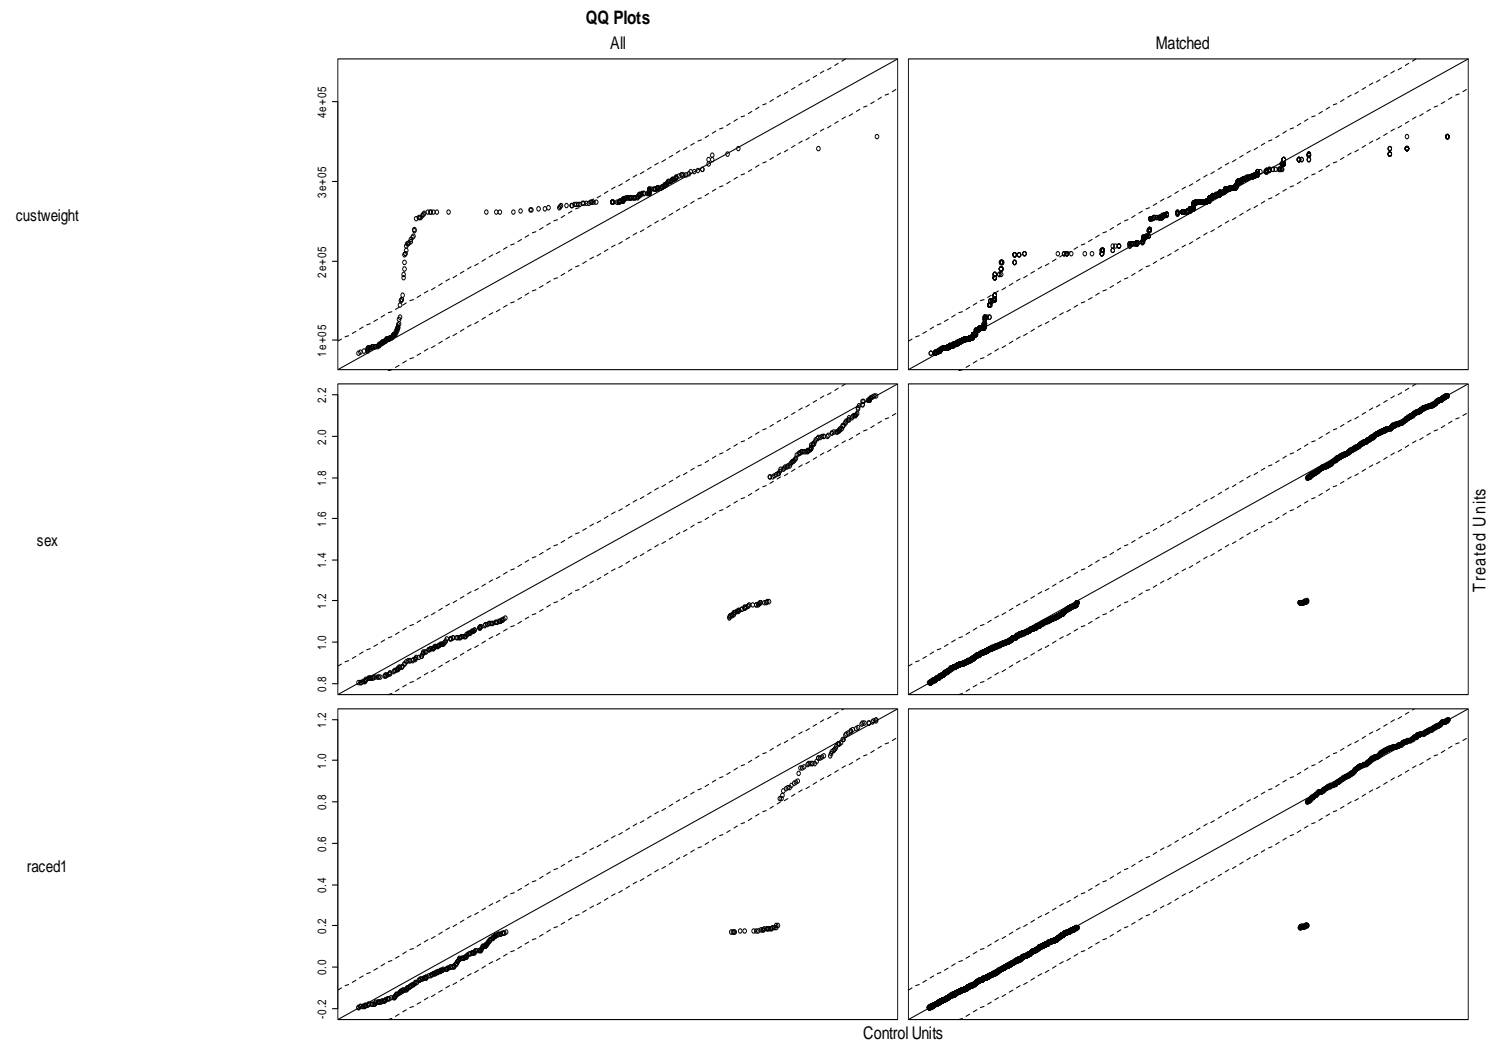 QQ Plots
All
Matched
custweight
4e+05
3e+05
2e+05
1e+05
sex
2.2
2.0
1.8
1.6
1.4
1.2
1.0
0.8
raced1
1.2
1.0
0.8
0.6
0.4
0.2
0.0
-0.2
Treated Units
Control Units